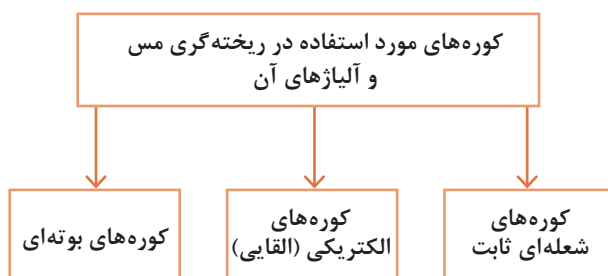 کوره‌های مورد استفاده در ریخته‌گری مس
و آلیاژهای آن
کوره‌های
شعله‌ای ثابت
کوره‌های
الکتریکی (القایی)
کوره‌های بوته‌ای